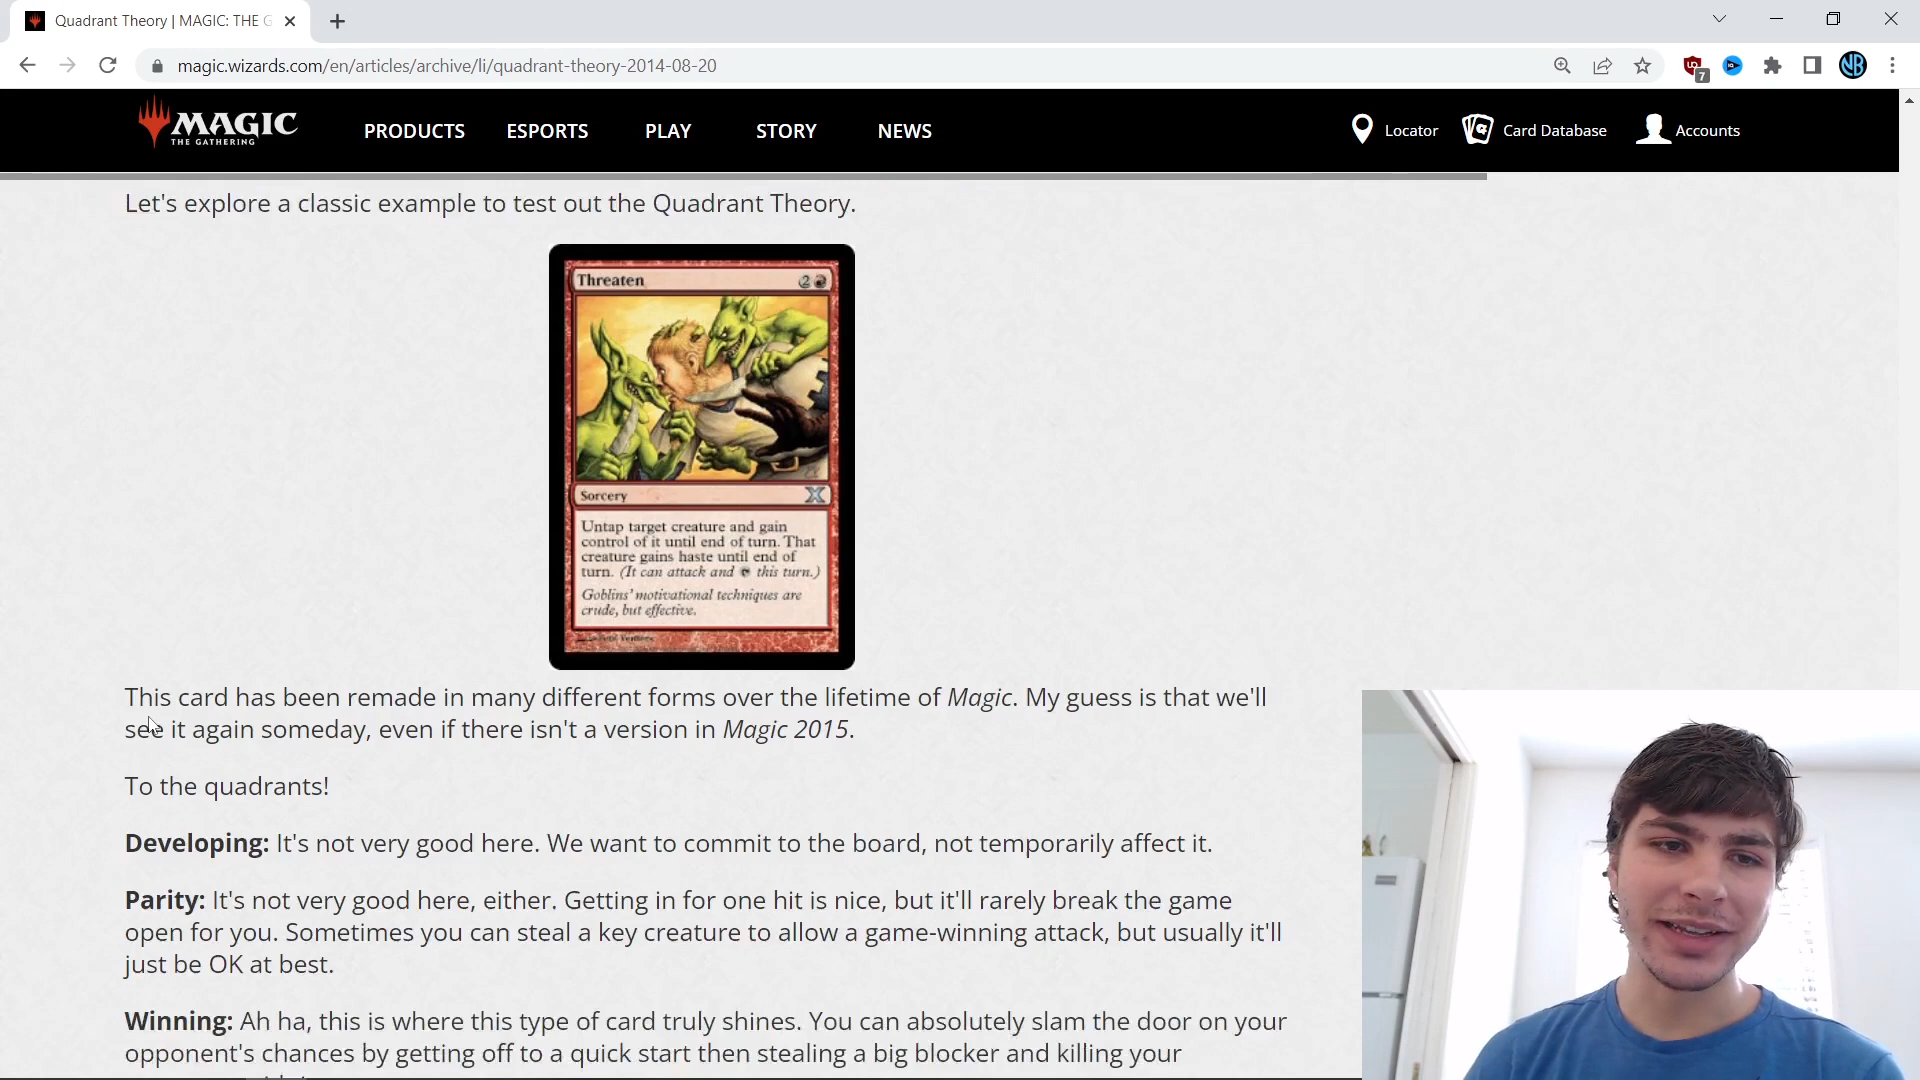 Quadrant Theory | MAGIC: THE G
magic.wizards.com/en/articles/archive/li/quadrant-theory-2014-08-20
7
NB
MAGIC
THE GATHERING
PRODUCTS ESPORTS PLAY STORY NEWS
Locator Card Database Accounts
Let's explore a classic example to test out the Quadrant Theory.
Threaten 2
Sorcery
Untap target creature and gain
control of it until end of turn. That
creature gains haste until end of
turn. (It can attack and this turn.)
Goblins' motivational techniques are
crude, but effective.
This card has been remade in many different forms over the lifetime of Magic. My guess is that we'll
see it again someday, even if there isn't a version in Magic 2015.
To the quadrants!
Developing: It's not very good here. We want to commit to the board, not temporarily affect it.
Parity: It's not very good here, either. Getting in for one hit is nice, but it'll rarely break the game
open for you. Sometimes you can steal a key creature to allow a game-winning attack, but usually it'll
just be OK at best.
Winning: Ah ha, this is where this type of card truly shines. You can absolutely slam the door on your
opponent's chances by getting off to a quick start then stealing a big blocker and killing your